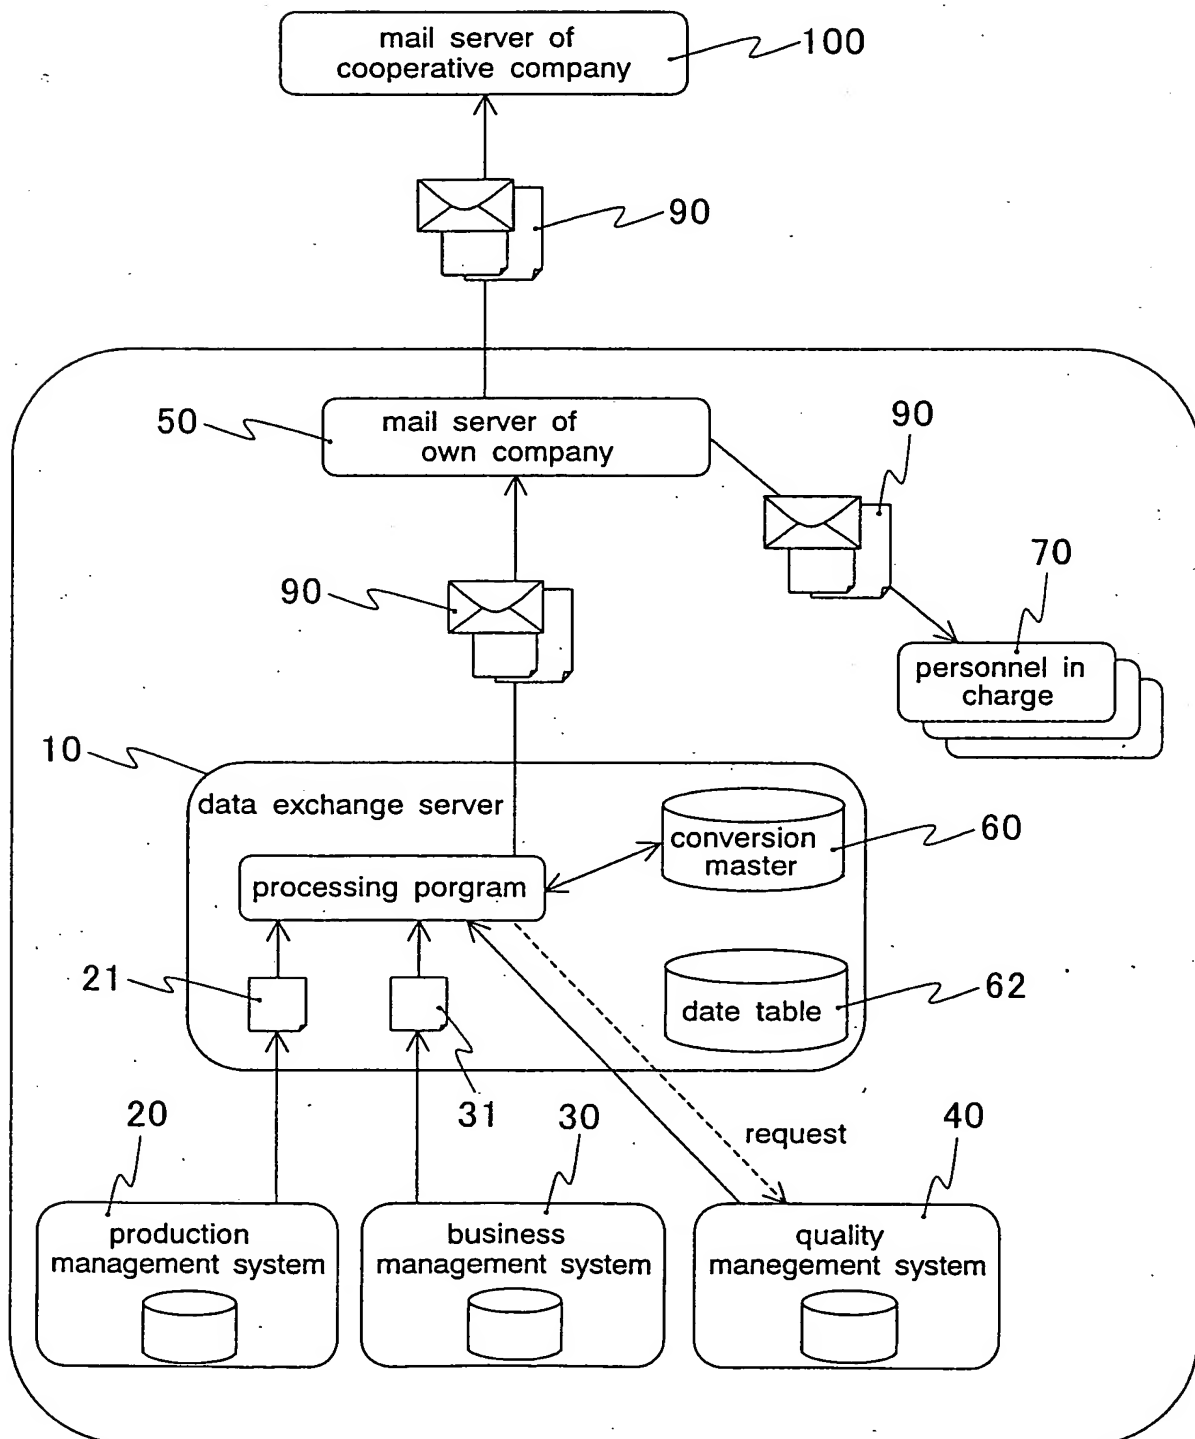 mail server of
cooperative company
100
90
50
mail server of
own company
90
90
70
personnel in
charge
10
data exchange server
conversion
master
60
processing porgram
21
31
date table
62
20
30
request
40
production
management system
business
management system
quality
manegement system